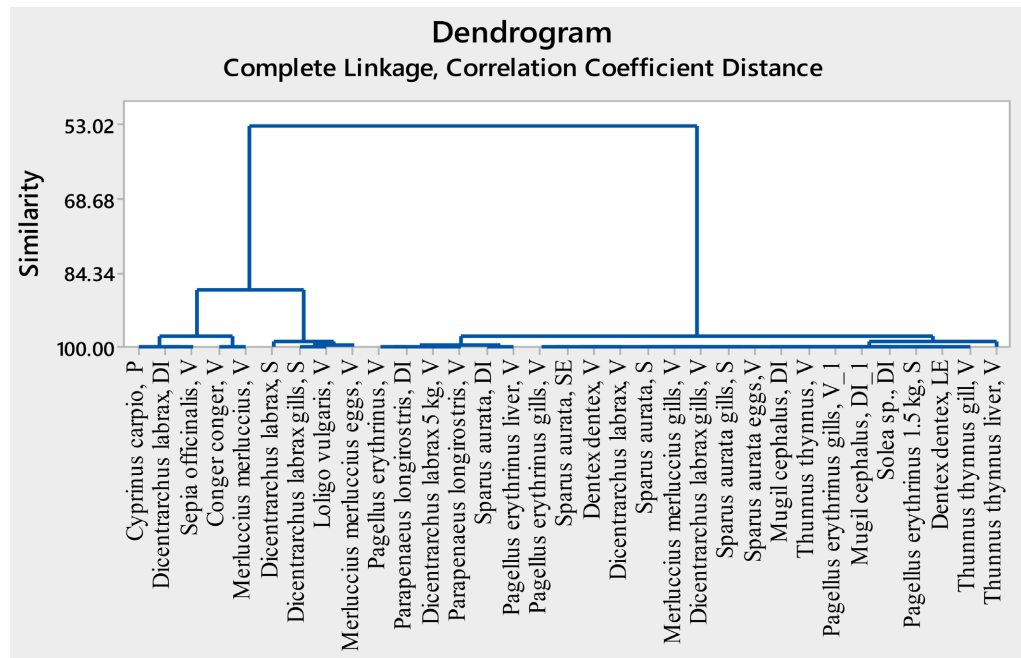 Dendrogram
Complete Linkage, Correlation Coefficient Distance
Similarity
53.02
68.68
84.34
100.00
Cyprinus carpio, P
Dicentrarchus labrax, DI
Sepia officinalis, V
Conger conger, V
Merluccius merluccius, V
Dicentrarchus labrax, S
Dicentrarchus labrax gills, S
Loligo vulgaris, V
Merluccius merluccius eggs, V
Pagellus erythrinus, V
Parapenaeus longirostris, DI
Dicentrarchus labrax 5 kg, V
Parapenaeus longirostris, V
Sparus aurata, DI
Pagellus erythrinus liver, V
Pagellus erythrinus gills, V
Sparus aurata, SE
Dentex dentex, V
Dicentrarchus labrax, V
Sparus aurata, S
Merluccius merluccius gills, V
Dicentrarchus labrax gills, V
Sparus aurata gills, S
Sparus aurata eggs, V
Mugil cephalus, DI
Thunnus thynnus, V
Pagellus erythrinus gills, V_1
Mugil cephalus, DI_1
Solea sp., DI
Pagellus erythrinus 1.5 kg, S
Dentex dentex, LE
Thunnus thynnus gill, V
Thunnus thynnus liver, V